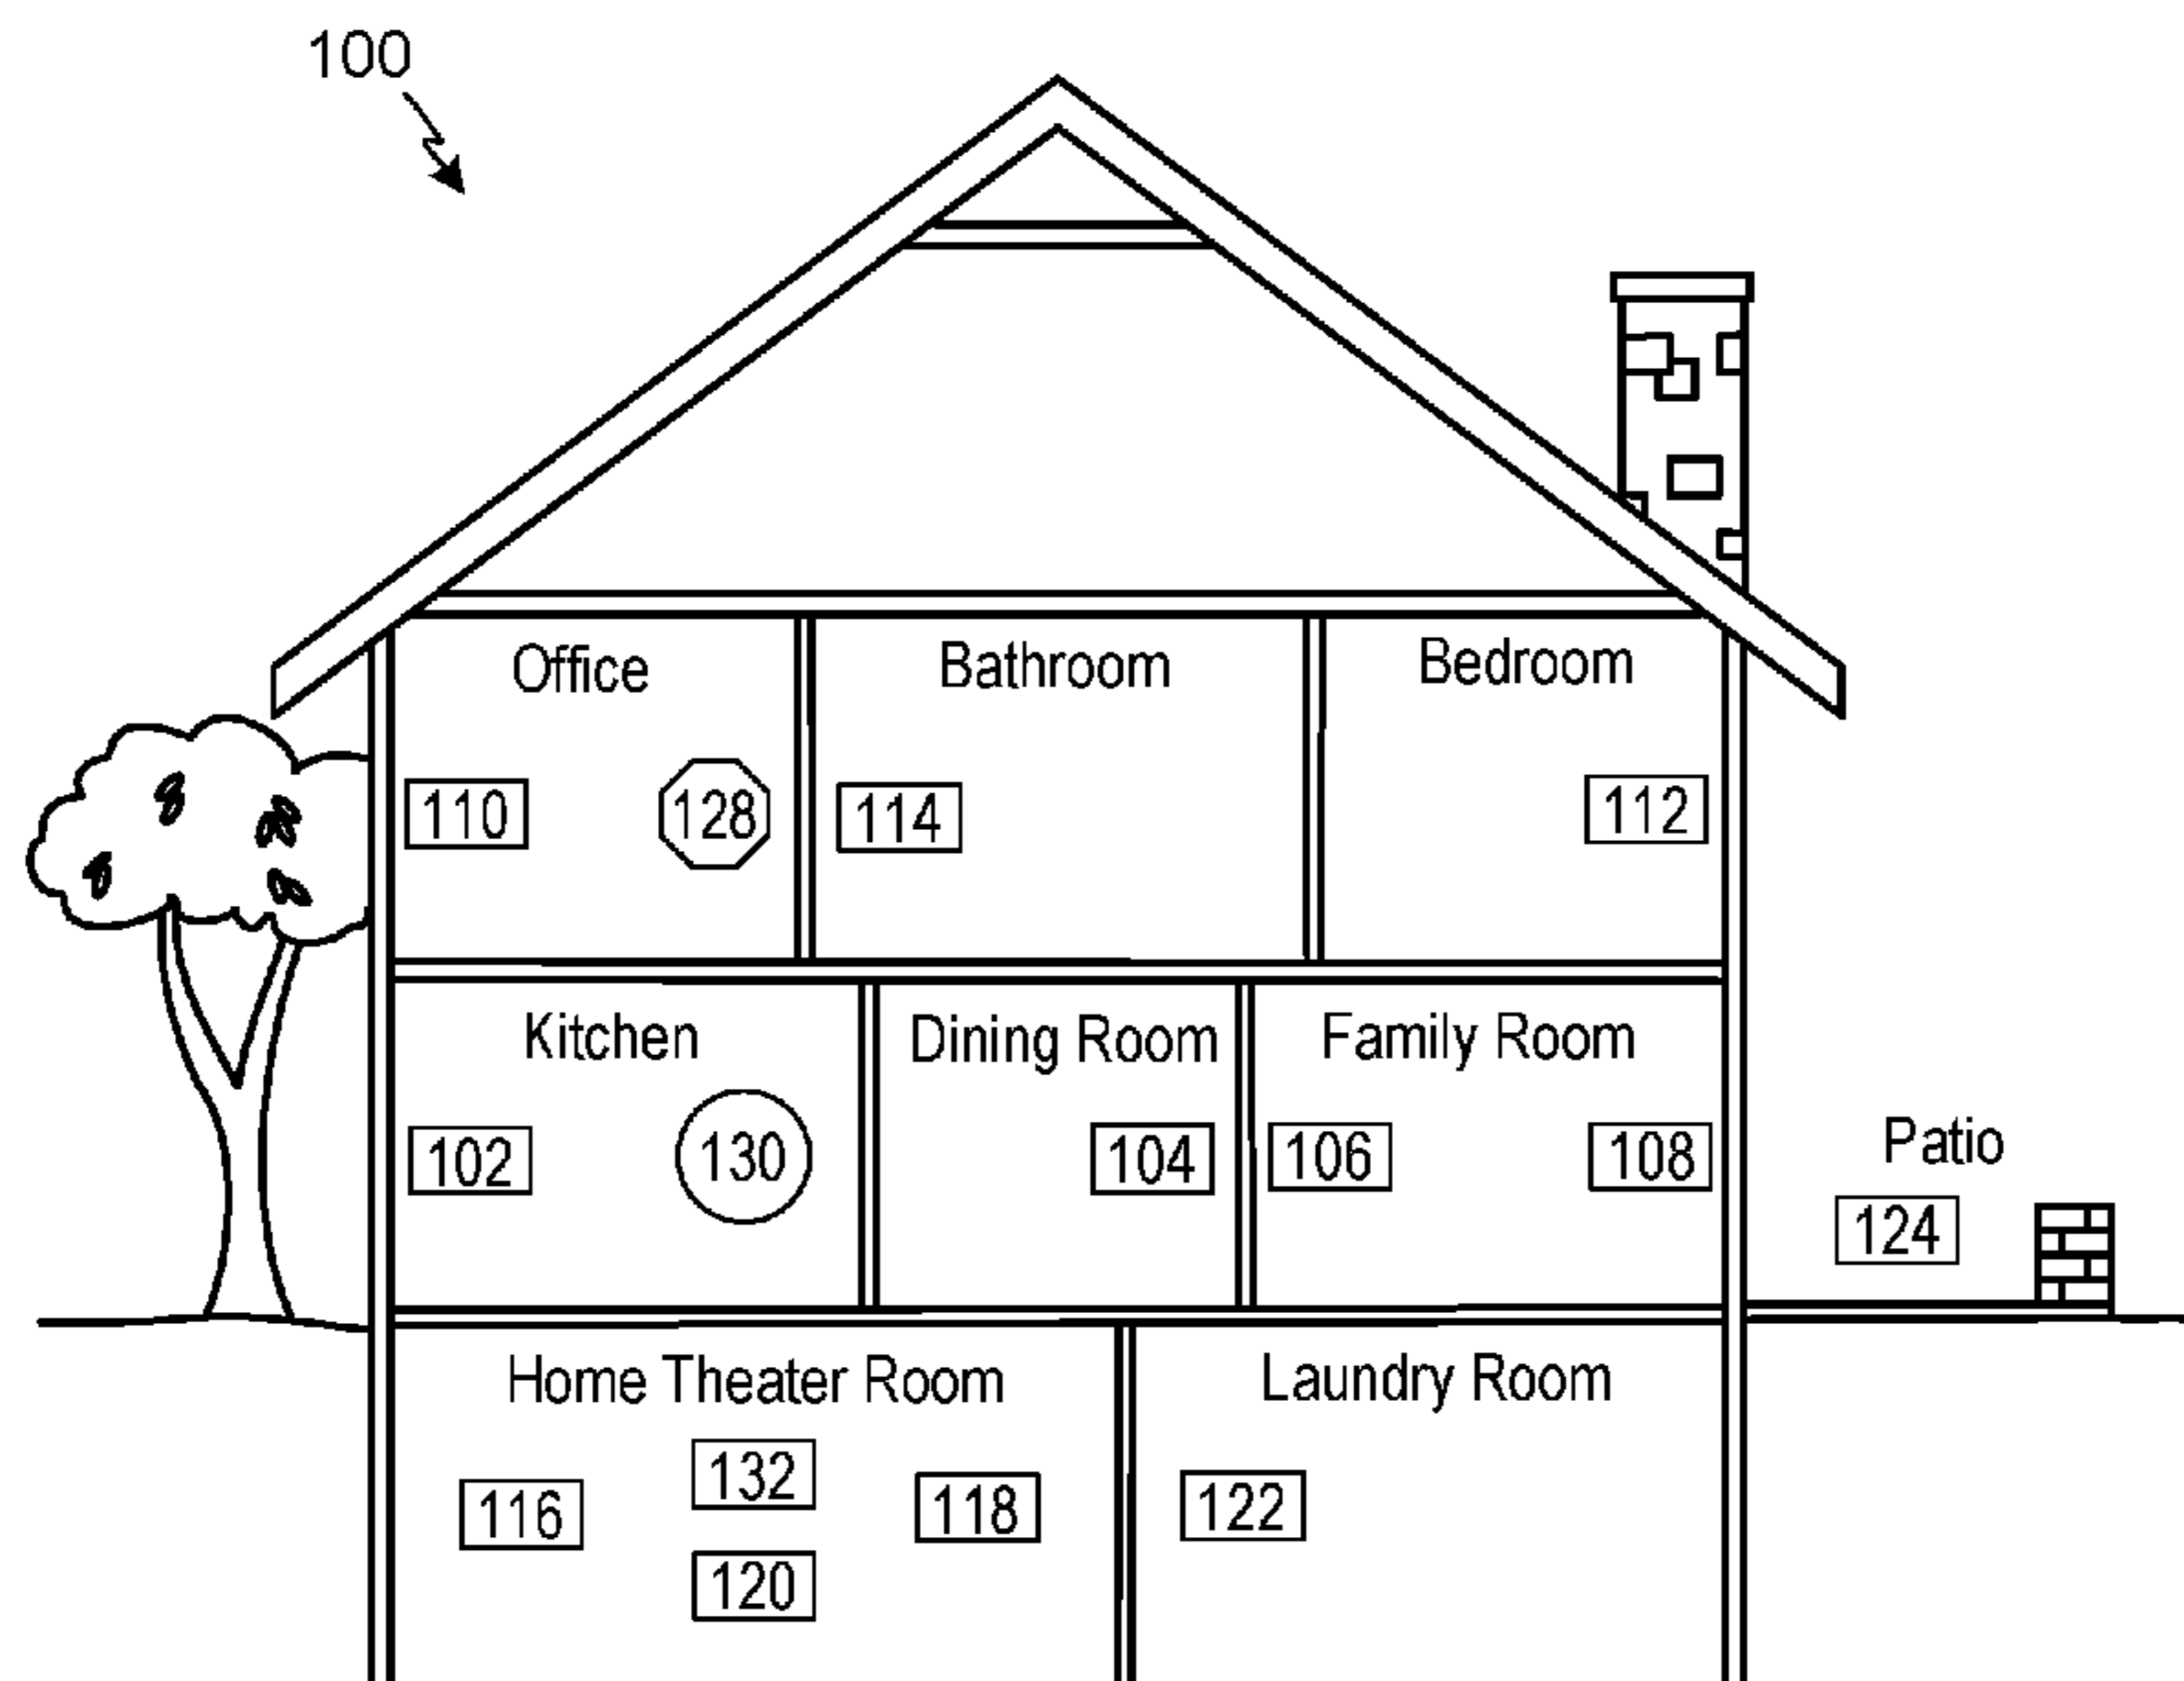 100
Office
Bathroom
Bedroom
110
128
114
112
Kitchen
Dining Room
Family Room
102
130
104
106
108
Patio
124
Home Theater Room
Laundry Room
116
132
118
120
122